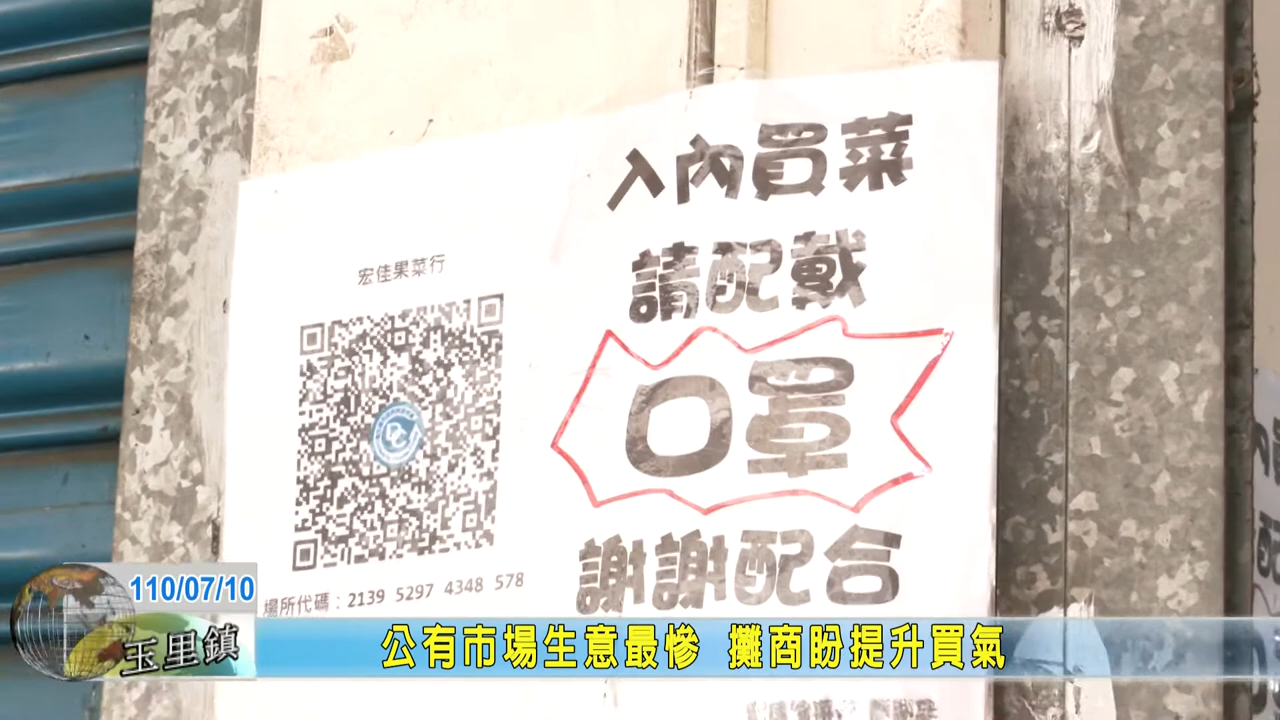 入內買菜
請配戴
口罩
謝謝配合
宏佳果菜行
場所代碼：2139 5297 4348 578
110/07/10
玉里鎮
公有市場生意最慘 攤商盼提升買氣